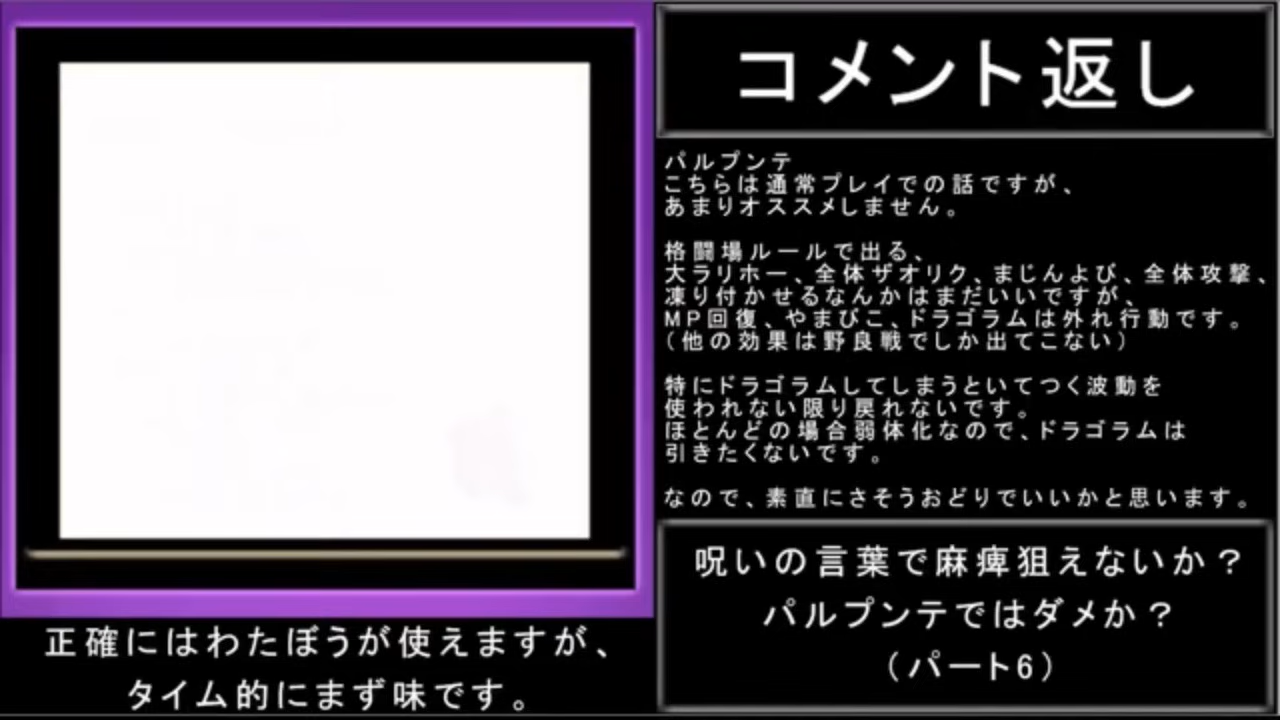 コメント返し
パルプンテ
こちらは通常プレイでの話ですが、
あまりオススメしません。
格闘場ルールで出る、
大ラリホー、全体ザオリク、まじんよび、全体攻撃、
凍り付かせるなんかはまだいいですが、
MP回復、やまびこ、ドラゴラムは外れ行動です。
(他の効果は野良戦でしか出てこない)
特にドラゴラムしてしまうといてつく波動を
使われない限り戻れないです。
ほとんどの場合弱体化なので、ドラゴラムは
引きたくないです。
なので、素直にさそうおどりでいいかと思います。
呪いの言葉で麻痺狙えないか?
パルプンテではダメか?
(パート6)
正確にはわたぼうが使えますが、
タイム的にまず味です。